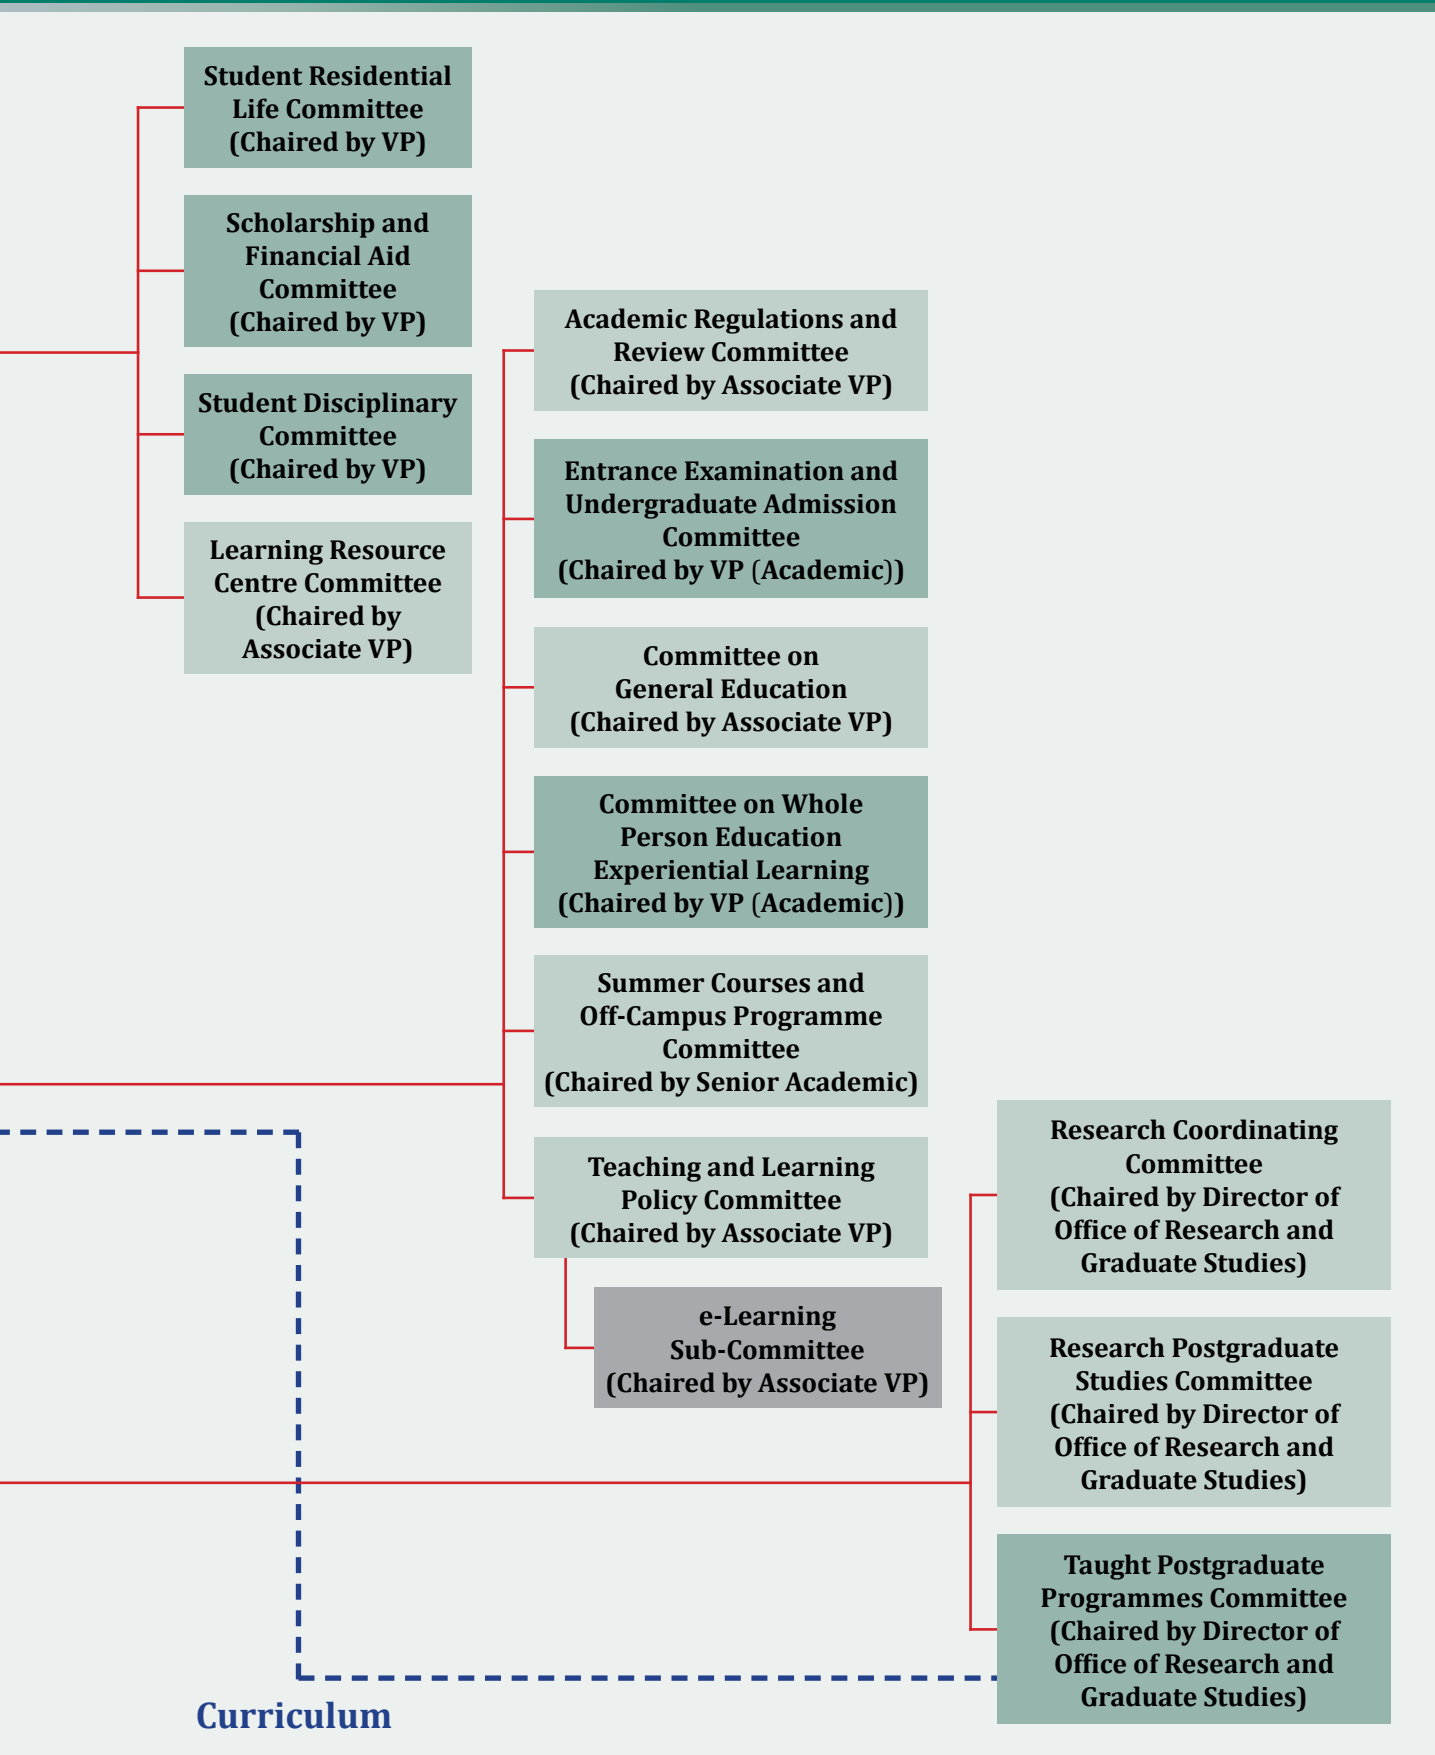 Student Residential
Life Committee
(Chaired by VP)
Scholarship and
Financial Aid
Committee
(Chaired by VP)
Student Disciplinary
Committee
(Chaired by VP)
Learning Resource
Centre Committee
(Chaired by
Associate VP)
Academic Regulations and
Review Committee
(Chaired by Associate VP)
Entrance Examination and
Undergraduate Admission
Committee
(Chaired by VP (Academic))
Committee on
General Education
(Chaired by Associate VP)
Committee on Whole
Person Education
Experiential Learning
(Chaired by VP (Academic))
Summer Courses and
Off-Campus Programme
Committee
(Chaired by Senior Academic)
Teaching and Learning
Policy Committee
(Chaired by Associate VP)
e-Learning
Sub-Committee
(Chaired by Associate VP)
Research Coordinating
Committee
(Chaired by Director of
Office of Research and
Graduate Studies)
Research Postgraduate
Studies Committee
(Chaired by Director of
Office of Research and
Graduate Studies)
Taught Postgraduate
Programmes Committee
(Chaired by Director of
Office of Research and
Graduate Studies)
Curriculum